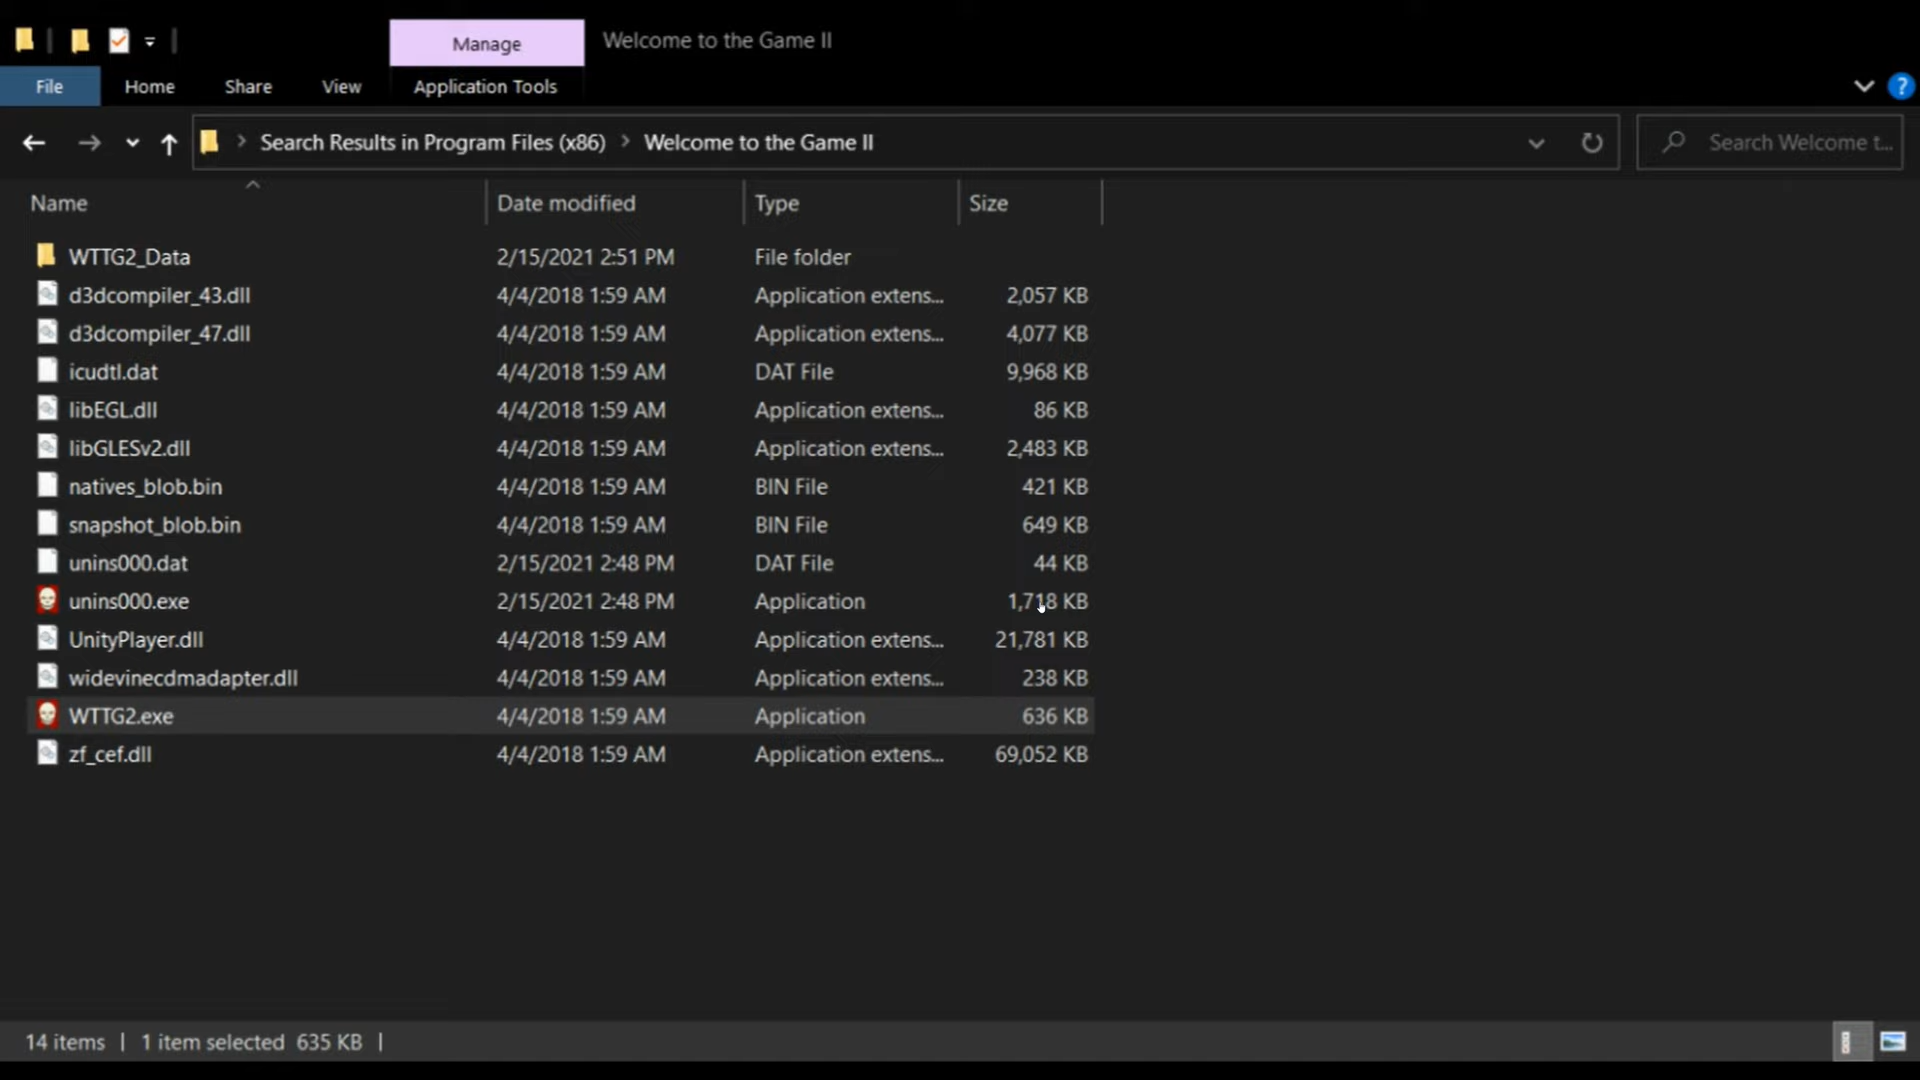 Manage
Welcome to the Game II
File
Home
Share
View
Application Tools
?
Search Results in Program Files (x86) > Welcome to the Game II
Search Welcome t...
Name Date modified Type Size
WTTG2_Data 2/15/2021 2:51 PM File folder
d3dcompiler_43.dll 4/4/2018 1:59 AM Application extens... 2,057 KB
d3dcompiler_47.dll 4/4/2018 1:59 AM Application extens... 4,077 KB
icudtl.dat 4/4/2018 1:59 AM DAT File 9,968 KB
libEGL.dll 4/4/2018 1:59 AM Application extens... 86 KB
libGLESv2.dll 4/4/2018 1:59 AM Application extens... 2,483 KB
natives_blob.bin 4/4/2018 1:59 AM BIN File 421 KB
snapshot_blob.bin 4/4/2018 1:59 AM BIN File 649 KB
unins000.dat 2/15/2021 2:48 PM DAT File 44 KB
unins000.exe 2/15/2021 2:48 PM Application 1,718 KB
UnityPlayer.dll 4/4/2018 1:59 AM Application extens... 21,781 KB
widevinecdmadapter.dll 4/4/2018 1:59 AM Application extens... 238 KB
WTTG2.exe 4/4/2018 1:59 AM Application 636 KB
zf_cef.dll 4/4/2018 1:59 AM Application extens... 69,052 KB
14 items | 1 item selected 635 KB |